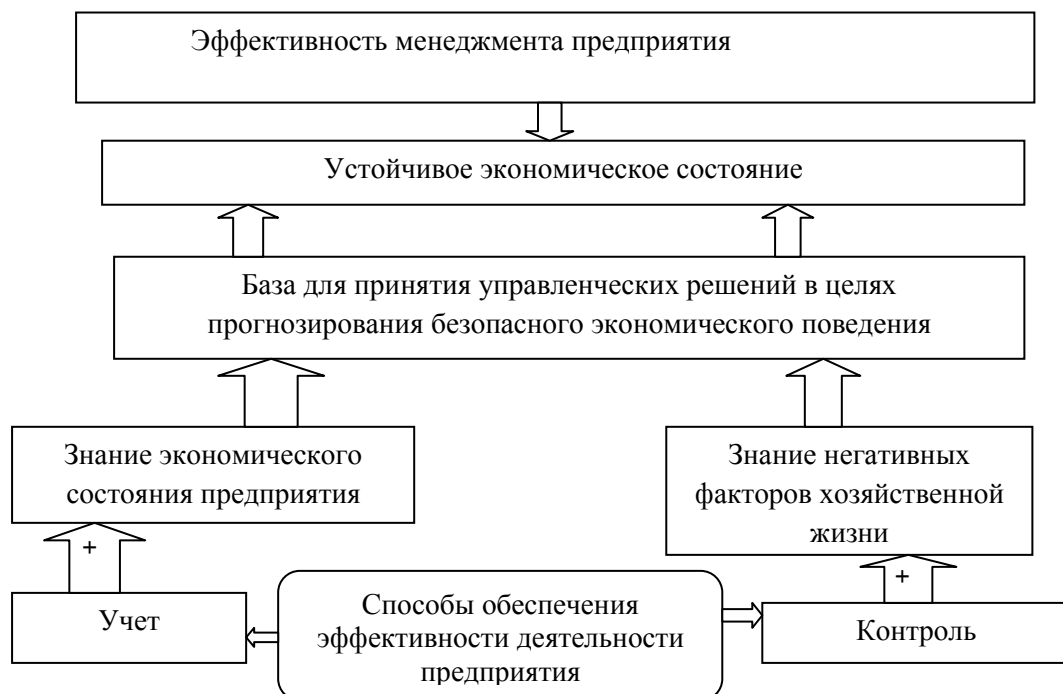 Эффективность менеджмента предприятия
Устойчивое экономическое состояние
База для принятия управленческих решений в целях
прогнозирования безопасного экономического поведения
Знание экономического
состояния предприятия
Знание негативных
факторов хозяйственной
жизни
+
+
Учет
Способы обеспечения
эффективности деятельности
предприятия
Контроль